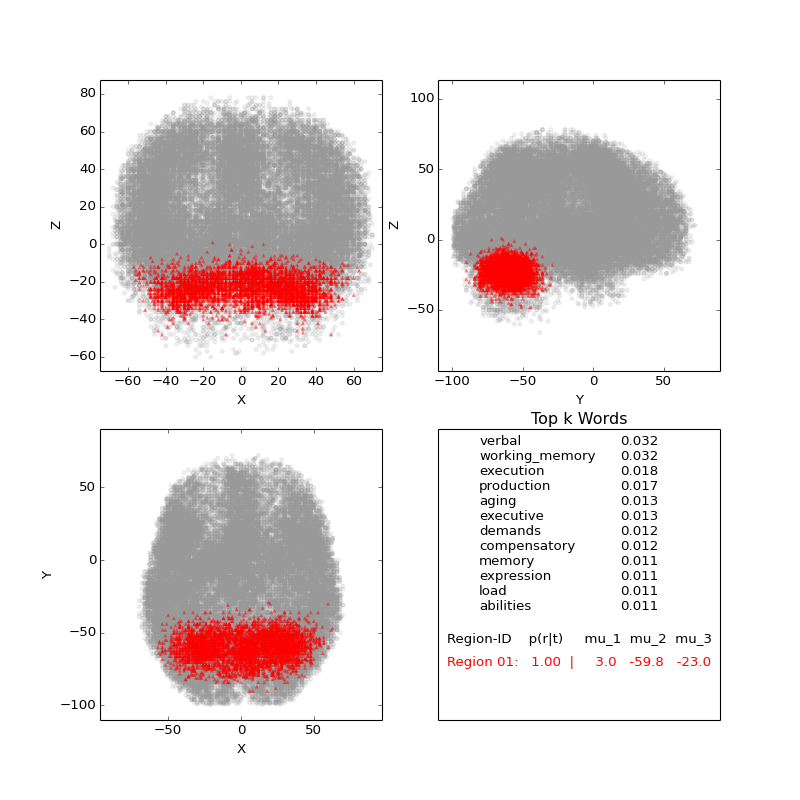 80
60
40
20
0
−20
−40
−60
Z
−60 −40 −20 0 20 40 60
X
100
50
0
−50
Z
−100 −50 0 50
Y
50
0
−50
−100
Y
−50 0 50
X
Top k Words
verbal 0.032
working_memory 0.032
execution 0.018
production 0.017
aging 0.013
executive 0.013
demands 0.012
compensatory 0.012
memory 0.011
expression 0.011
load 0.011
abilities 0.011
Region-ID p(r|t) mu_1 mu_2 mu_3
Region 01: 1.00 | 3.0 -59.8 -23.0